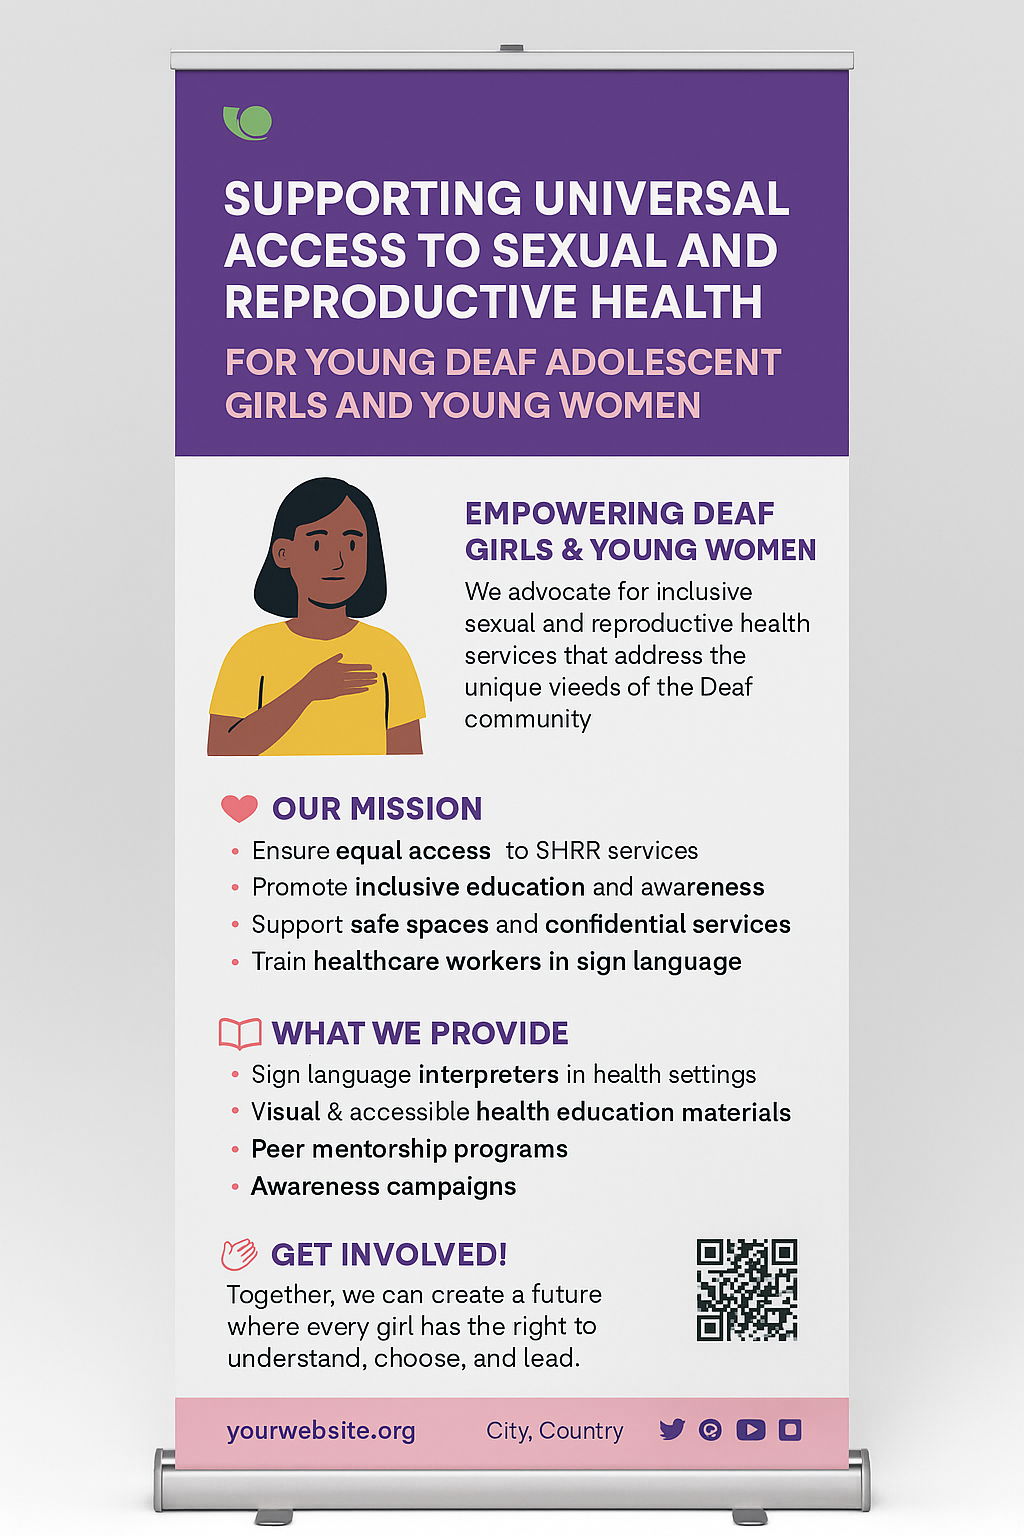 SUPPORTING UNIVERSAL
ACCESS TO SEXUAL AND
REPRODUCTIVE HEALTH
FOR YOUNG DEAF ADOLESCENT
GIRLS AND YOUNG WOMEN
EMPOWERING DEAF
GIRLS & YOUNG WOMEN
We advocate for inclusive
sexual and reproductive health
services that address the
unique vieeds of the Deaf
community
OUR MISSION
• Ensure equal access to SHRR services
• Promote inclusive education and awareness
• Support safe spaces and confidential services
• Train healthcare workers in sign language
WHAT WE PROVIDE
• Sign language interpreters in health settings
• Visual & accessible health education materials
• Peer mentorship programs
• Awareness campaigns
GET INVOLVED!
Together, we can create a future
where every girl has the right to
understand, choose, and lead.
yourwebsite.org City, Country